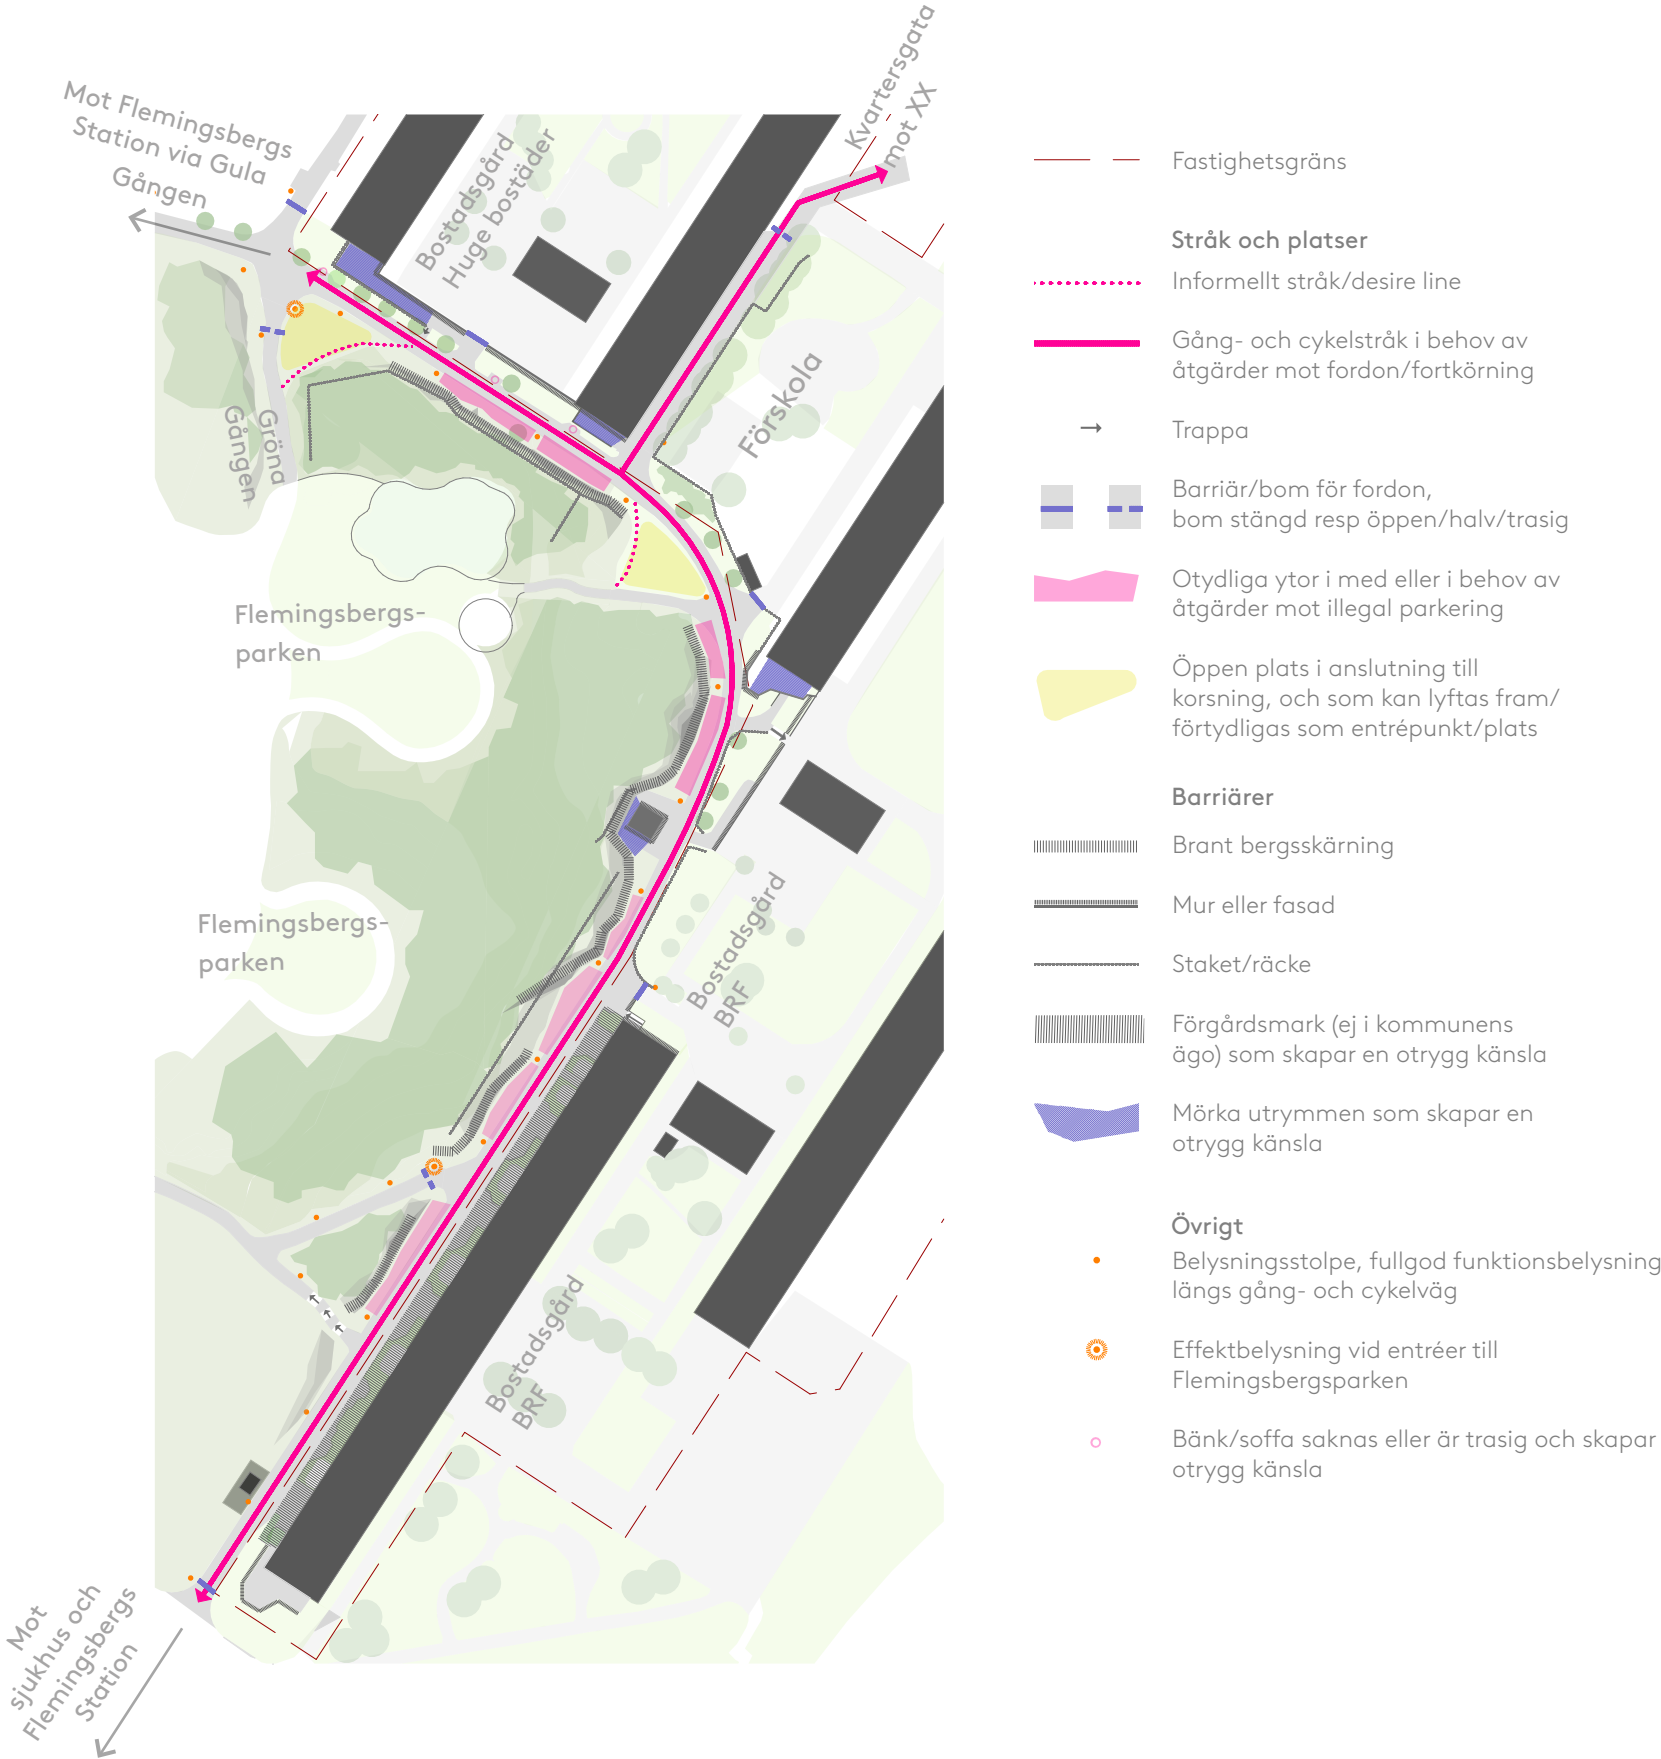 Mot Flemingsbergs
Station via Gula
Gången
Bostadsgård
Huge bostäder
Kvartersgata
mot XX
Förskola
Gröna
Gången
Flemingsbergs-
parken
Flemingsbergs-
parken
Bostadsgård
BRF
Bostadsgård
BRF
Mot
sjukhus och
Flemingsbergs
Station
Fastighetsgräns
Stråk och platser
Informellt stråk/desire line
Gång- och cykelstråk i behov av
åtgärder mot fordon/fortkörning
Trappa
Barriär/bom för fordon,
bom stängd resp öppen/halv/trasig
Otydliga ytor i med eller i behov av
åtgärder mot illegal parkering
Öppen plats i anslutning till
korsning, och som kan lyftas fram/
förtydligas som entrépunkt/plats
Barriärer
Brant bergsskärning
Mur eller fasad
Staket/räcke
Förgårdsmark (ej i kommunens
ägo) som skapar en otrygg känsla
Mörka utrymmen som skapar en
otrygg känsla
Övrigt
Belysningsstolpe, fullgod funktionsbelysning
längs gång- och cykelväg
Effektbelysning vid entréer till
Flemingsbergsparken
Bänk/soffa saknas eller är trasig och skapar
otrygg känsla